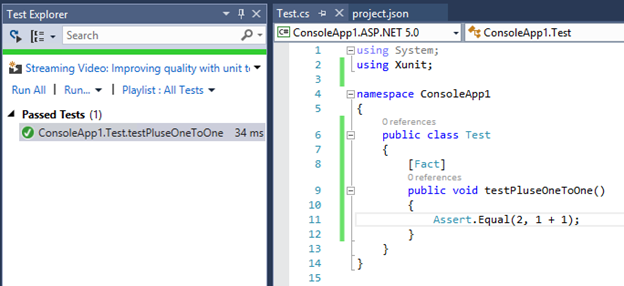 Test Explorer
Search
Streaming Video: Improving quality with unit te
Run All | Run... | Playlist : All Tests
Passed Tests (1)
ConsoleApp1.Test.testPluseOneToOne 34 ms
Test.cs project.json
ConsoleApp1.ASP.NET 5.0 ConsoleApp1.Test
1 using System;
2 using Xunit;
3
4 namespace ConsoleApp1
5 {
0 references
6 public class Test
7 {
8 [Fact]
0 references
9 public void testPluseOneToOne()
10 {
11 Assert.Equal(2, 1 + 1);
12 }
13 }
14 }
15